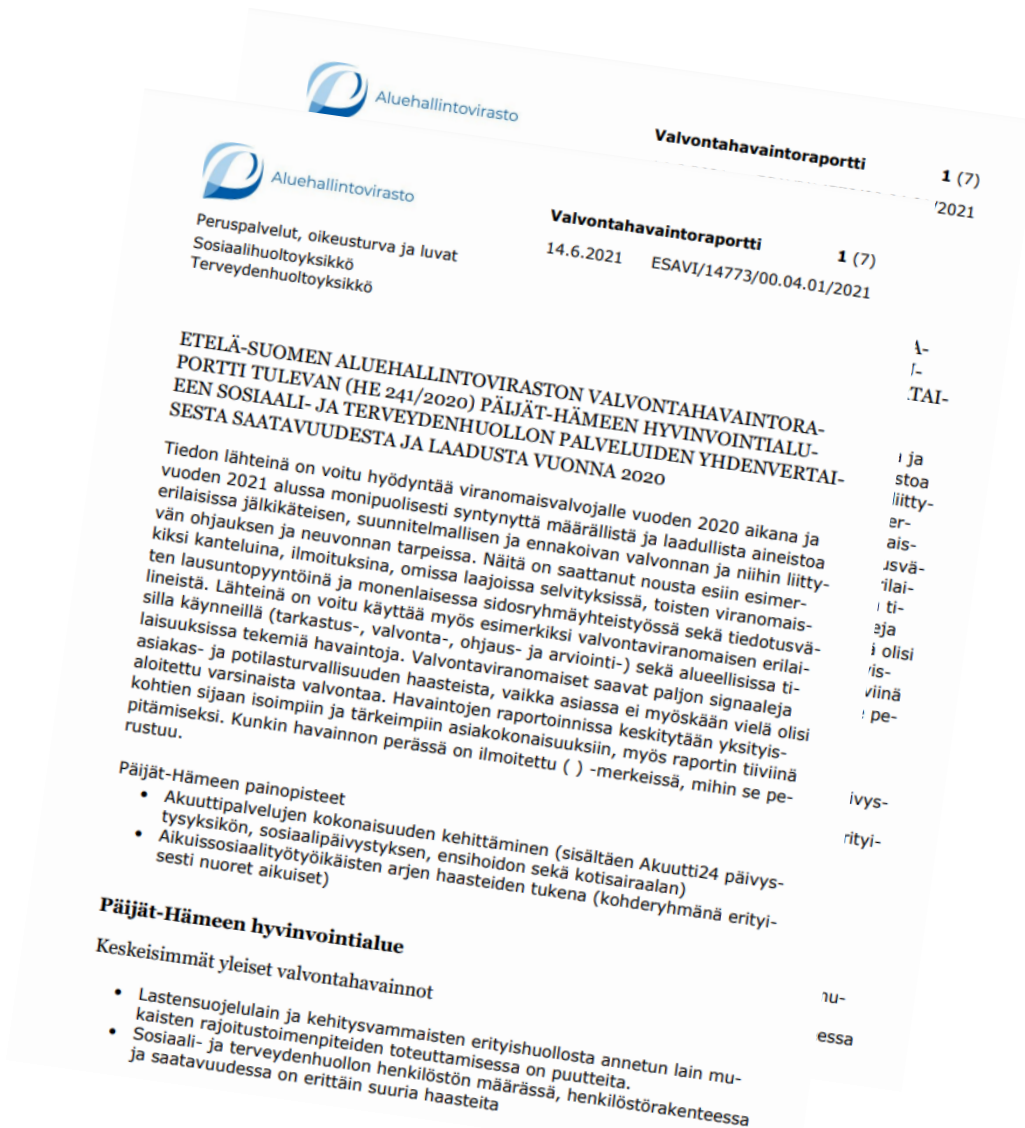 Aluehallintovirasto
Valvontahavaintoraportti
1 (7)
/2021
Aluehallintovirasto
Valvontahavaintoraportti
1 (7)
Peruspalvelut, oikeusturva ja luvat
Sosiaalihuoltoyksikkö
Terveydenhuoltoyksikkö
14.6.2021 ESAVI/14773/00.04.01/2021
ETELÄ-SUOMEN ALUEHALLINTOVIRASTON VALVONTAHAVAINTORA-
PORTTI TULEVAN (HE 241/2020) PÄIJÄT-HÄMEEN HYVINVOINTIALU-
EEN SOSIAALI- JA TERVEYDENHUOLLON PALVELUIDEN YHDENVERTAI-
SESTA SAATAVUUDESTA JA LAADUSTA VUONNA 2020
Tiedon lähteinä on voitu hyödyntää viranomaisvalvojalle vuoden 2020 aikana ja
vuoden 2021 alussa monipuolisesti syntynyttä määrällistä ja laadullista aineistoa
erilaisissa jälkikäteisen, suunnitelmallisen ja ennakoivan valvonnan ja niihin liitty-
vän ohjauksen ja neuvonnan tarpeissa. Näitä on saattanut nousta esiin esimer-
kiksi kanteluina, ilmoituksina, omissa laajoissa selvityksissä, toisten viranomais-
ten lausuntopyyntöinä ja monenlaisessa sidosryhmäyhteistyössä sekä tiedotusvä-
lineistä. Lähteinä on voitu käyttää myös esimerkiksi valvontaviranomaisen erilai-
silla käynneillä (tarkastus-, valvonta-, ohjaus- ja arviointi-) sekä alueellisissa ti-
laisuuksissa tekemiä havaintoja. Valvontaviranomaiset saavat paljon signaaleja
asiakas- ja potilasturvallisuuden haasteista, vaikka asiassa ei myöskään vielä olisi
aloitettu varsinaista valvontaa. Havaintojen raportoinnissa keskitytään yksityis-
kohtien sijaan isoimpiin ja tärkeimpiin asiakokonaisuuksiin, myös raportin tiiviinä
pitämiseksi. Kunkin havainnon perässä on ilmoitettu ( ) -merkeissä, mihin se pe-
rustuu.
Päijät-Hämeen painopisteet
• Akuuttipalvelujen kokonaisuuden kehittäminen (sisältäen Akuutti24 päivys-
tysyksikön, sosiaalipäivystyksen, ensihoidon sekä kotisairaalan)
• Aikuissosiaalityötyöikäisten arjen haasteiden tukena (kohderyhmänä erityi-
sesti nuoret aikuiset)
Päijät-Hämeen hyvinvointialue
Keskeisimmät yleiset valvontahavainnot
• Lastensuojelulain ja kehitysvammaisten erityishuollosta annetun lain mu-
kaisten rajoitustoimenpiteiden toteuttamisessa on puutteita.
• Sosiaali- ja terveydenhuollon henkilöstön määrässä, henkilöstörakenteessa
ja saatavuudessa on erittäin suuria haasteita